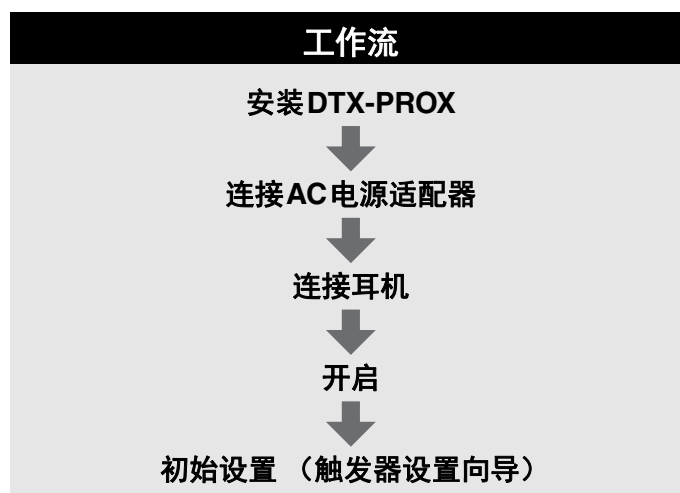 工作流
安装DTX-PROX
连接AC电源适配器
连接耳机
开启
初始设置 （触发器设置向导）